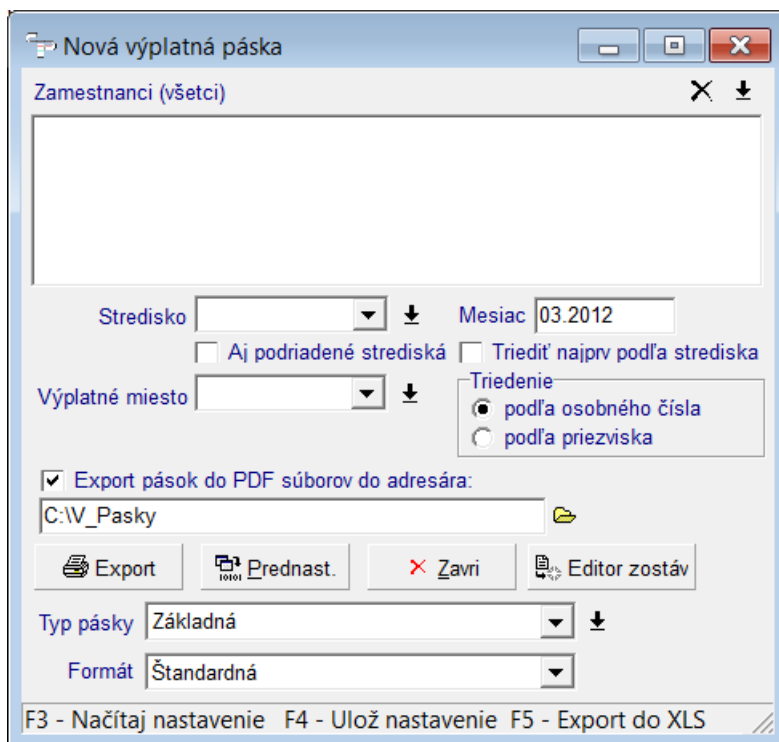 Nová výplatná páska
Zamestnanci (všetci)
Stredisko
Mesiac 03.2012
Aj podriadené strediská
Triediť najprv podľa strediska
Výplatné miesto
Triedenie
podľa osobného čísla
podľa priezviska
Export pások do PDF súborov do adresára:
C:\V_Pasky
Export
Prednast.
Zavri
Editor zostáv
Typ pásky Základná
Formát Štandardná
F3 - Načítaj nastavenie F4 - Ulož nastavenie F5 - Export do XLS